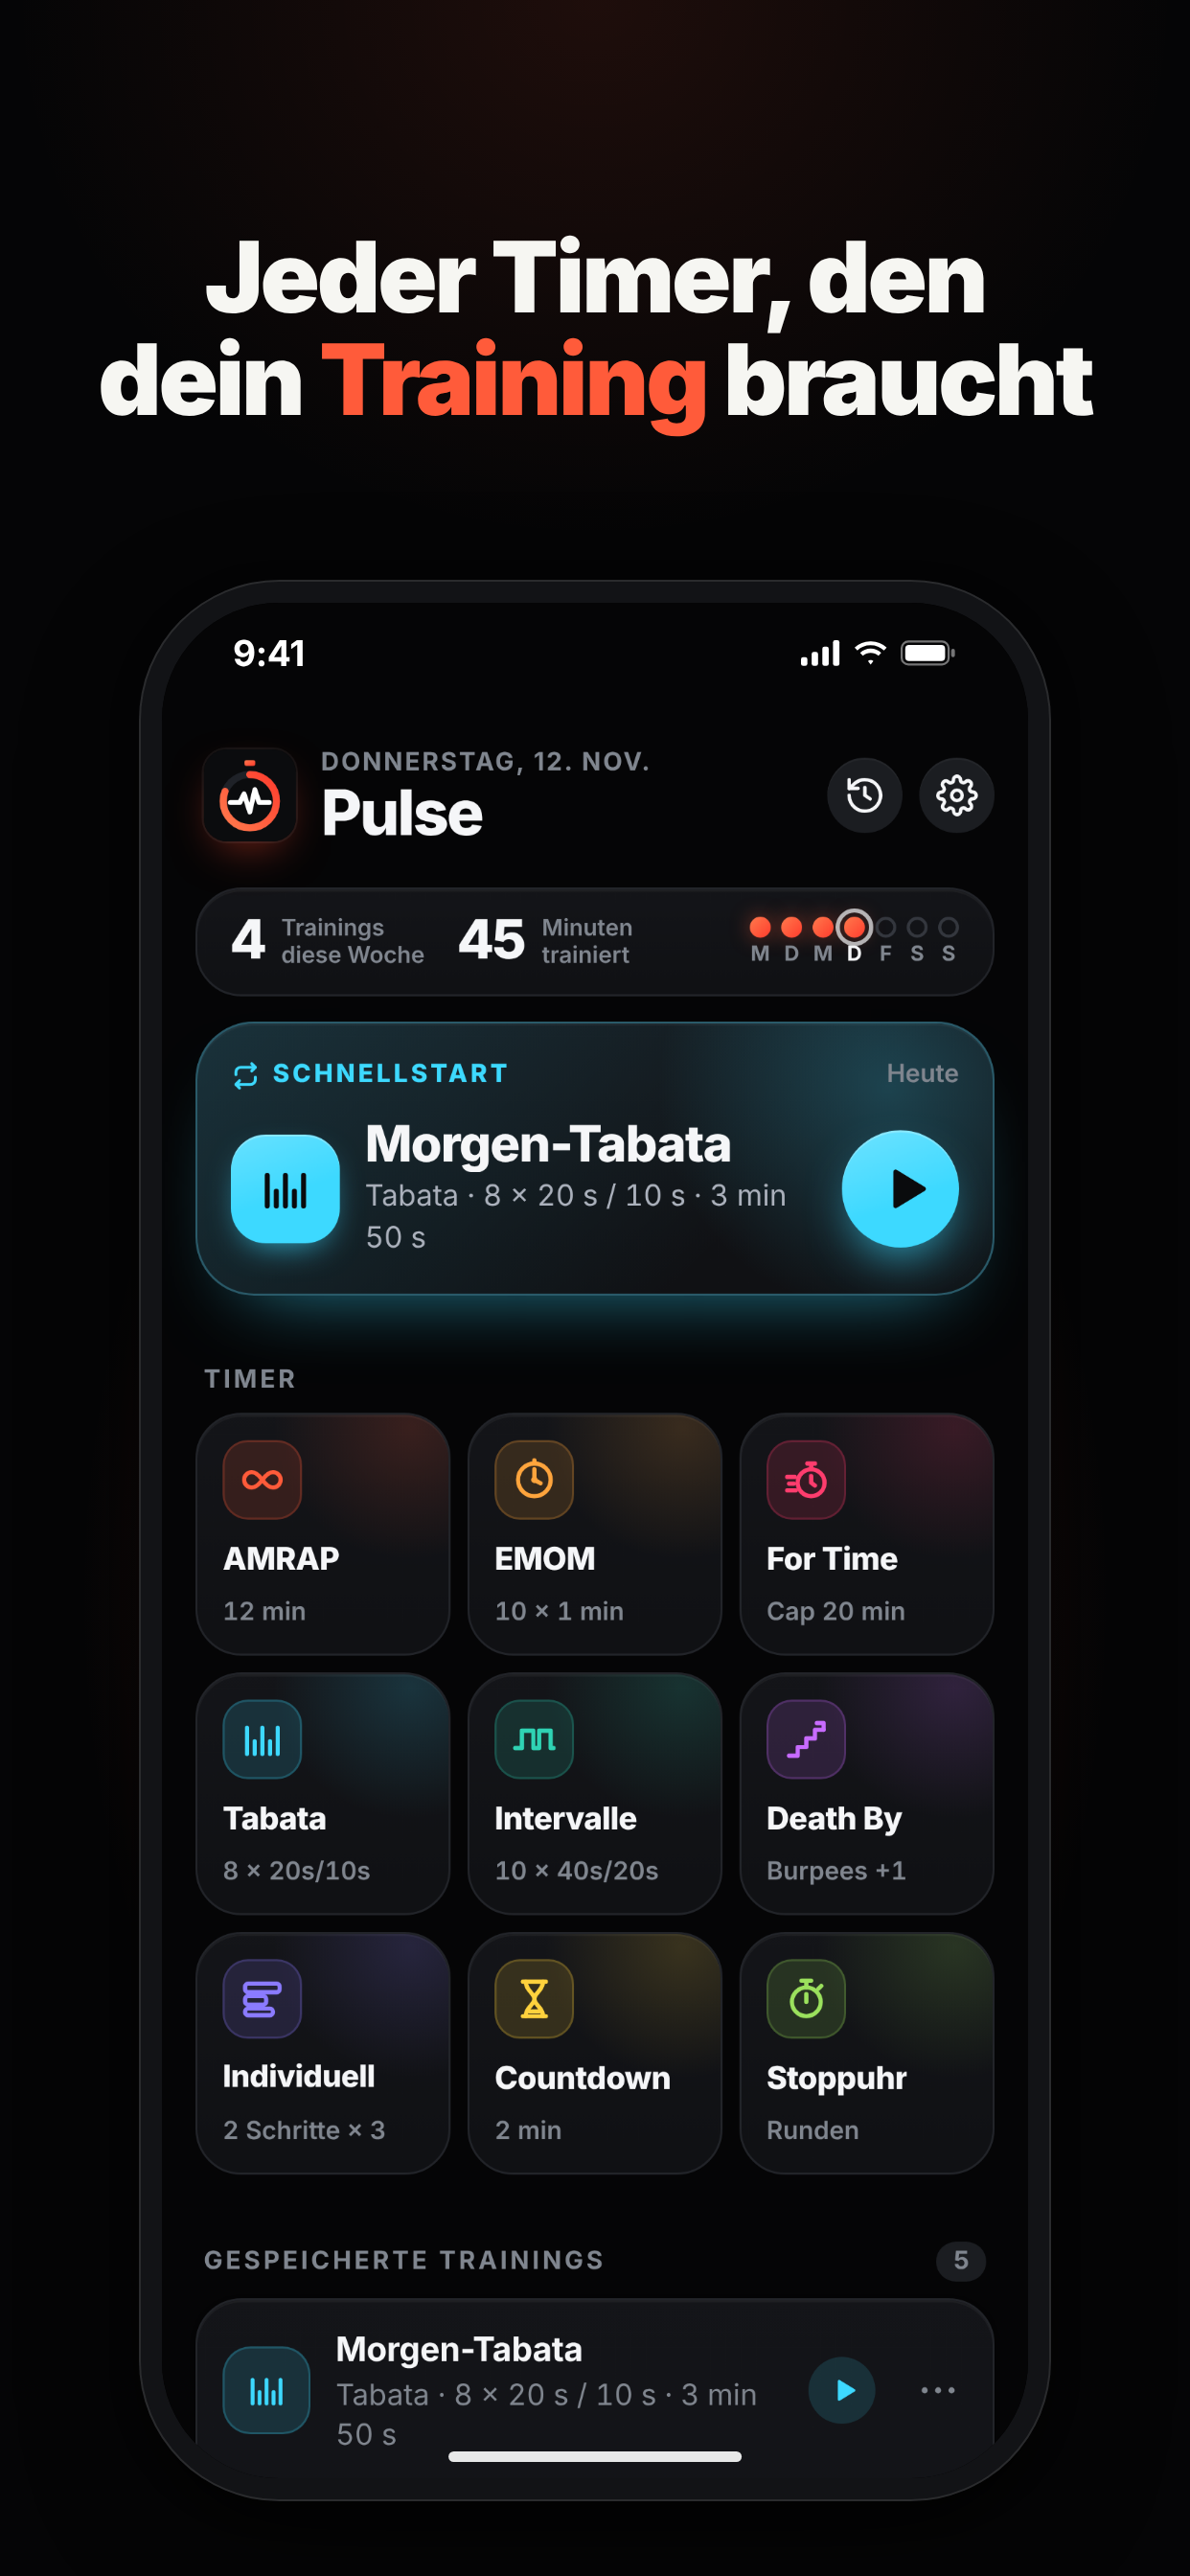 Jeder Timer, den
dein Training braucht
9:41
DONNERSTAG, 12. NOV.
Pulse
4 Trainings diese Woche
45 Minuten trainiert
M D M D F S S
SCHNELLSTART
Heute
Morgen-Tabata
Tabata · 8 × 20 s / 10 s · 3 min
50 s
TIMER
AMRAP
12 min
EMOM
10 × 1 min
For Time
Cap 20 min
Tabata
8 × 20s/10s
Intervalle
10 × 40s/20s
Death By
Burpees +1
Individuell
2 Schritte × 3
Countdown
2 min
Stoppuhr
Runden
GESPEICHERTE TRAININGS
5
Morgen-Tabata
Tabata · 8 × 20 s / 10 s · 3 min
50 s